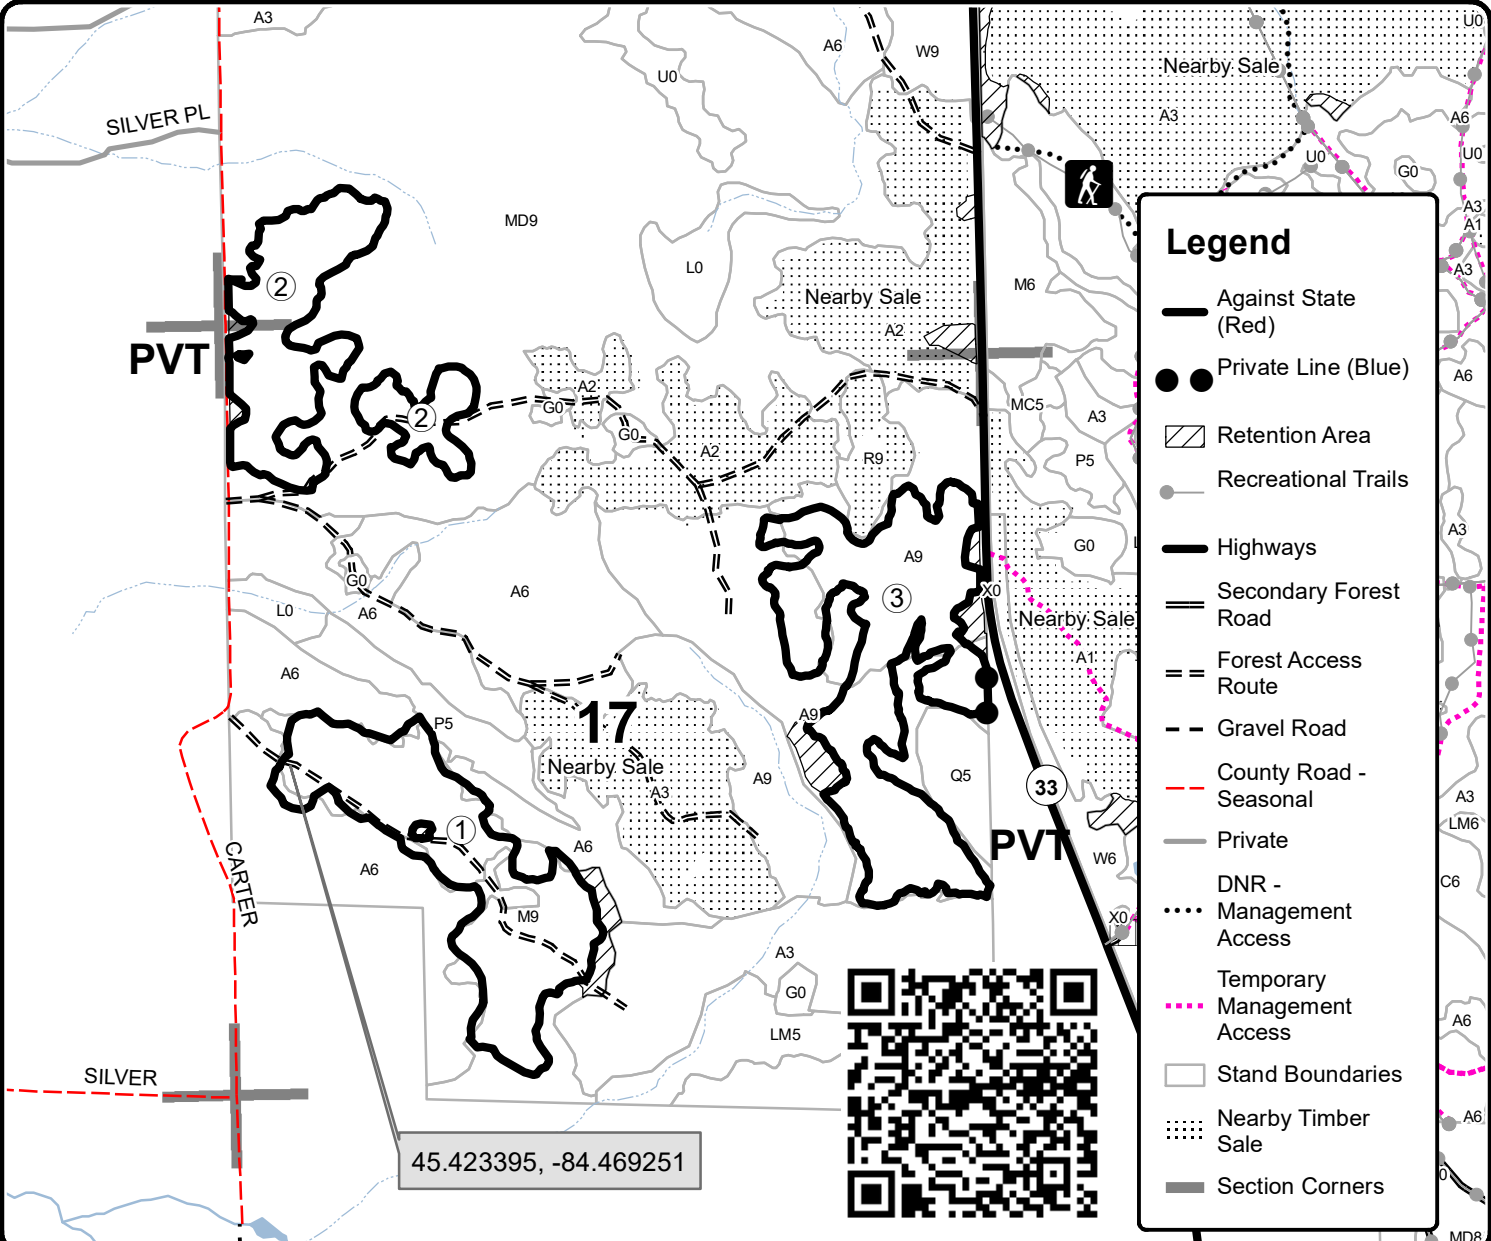 A3
U0
A6
W9
Nearby Sale
U0
A3
A6
U0
SILVER PL
U0
G0
A3
A1
MD9
L0
Nearby Sale
A2
M6
A3
2
PVT
A2
G0
G0
2
A2
R9
MC5
A3
P5
A6
A9
3
G0
L
A3
X0
G0
L0
A6
A6
Nearby Sale
A1
A6
P5
17
Nearby Sale
A3
A9
A9
Q5
33
PVT
W6
X0
A3
LM6
C6
1
A6
A6
M9
CARTER
A3
G0
LM5
A6
SILVER
45.423395, -84.469251
A6
0
MD8
Legend
Against State
(Red)
Private Line (Blue)
Retention Area
Recreational Trails
Highways
Secondary Forest
Road
Forest Access
Route
Gravel Road
County Road -
Seasonal
Private
DNR -
Management
Access
Temporary
Management
Access
Stand Boundaries
Nearby Timber
Sale
Section Corners